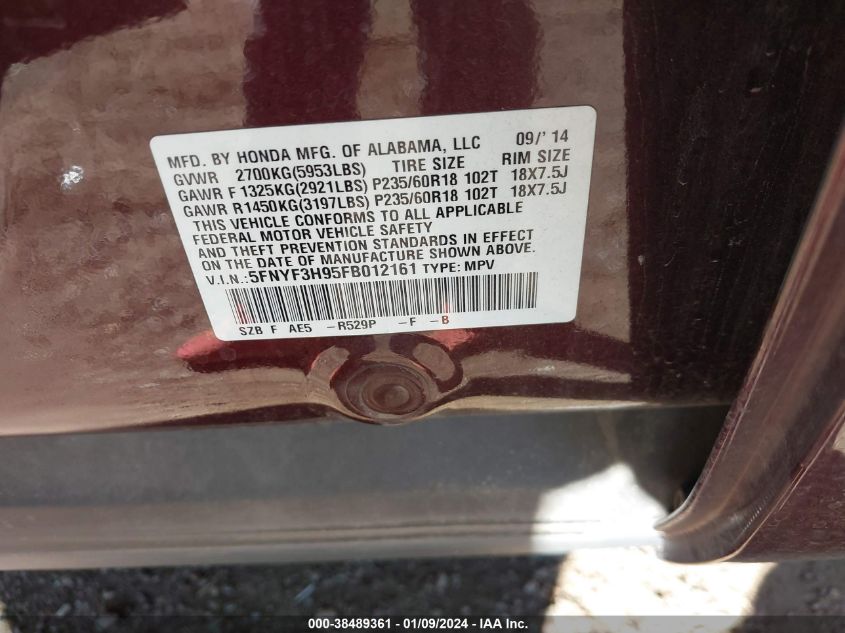 MFD. BY HONDA MFG. OF ALABAMA, LLC 09/' 14
GVWR 2700KG(5953LBS) TIRE SIZE RIM SIZE
GAWR F 1325KG(2921LBS) P235/60R18 102T 18X7.5J
GAWR R1450KG(3197LBS) P235/60R18 102T 18X7.5J
THIS VEHICLE CONFORMS TO ALL APPLICABLE
FEDERAL MOTOR VEHICLE SAFETY
AND THEFT PREVENTION STANDARDS IN EFFECT
ON THE DATE OF MANUFACTURE SHOWN ABOVE.
V.I.N.:5FNYF3H95FB012161 TYPE: MPV
SZB F AE5 -R529P -F -B
000-38489361 - 01/09/2024 - IAA Inc.